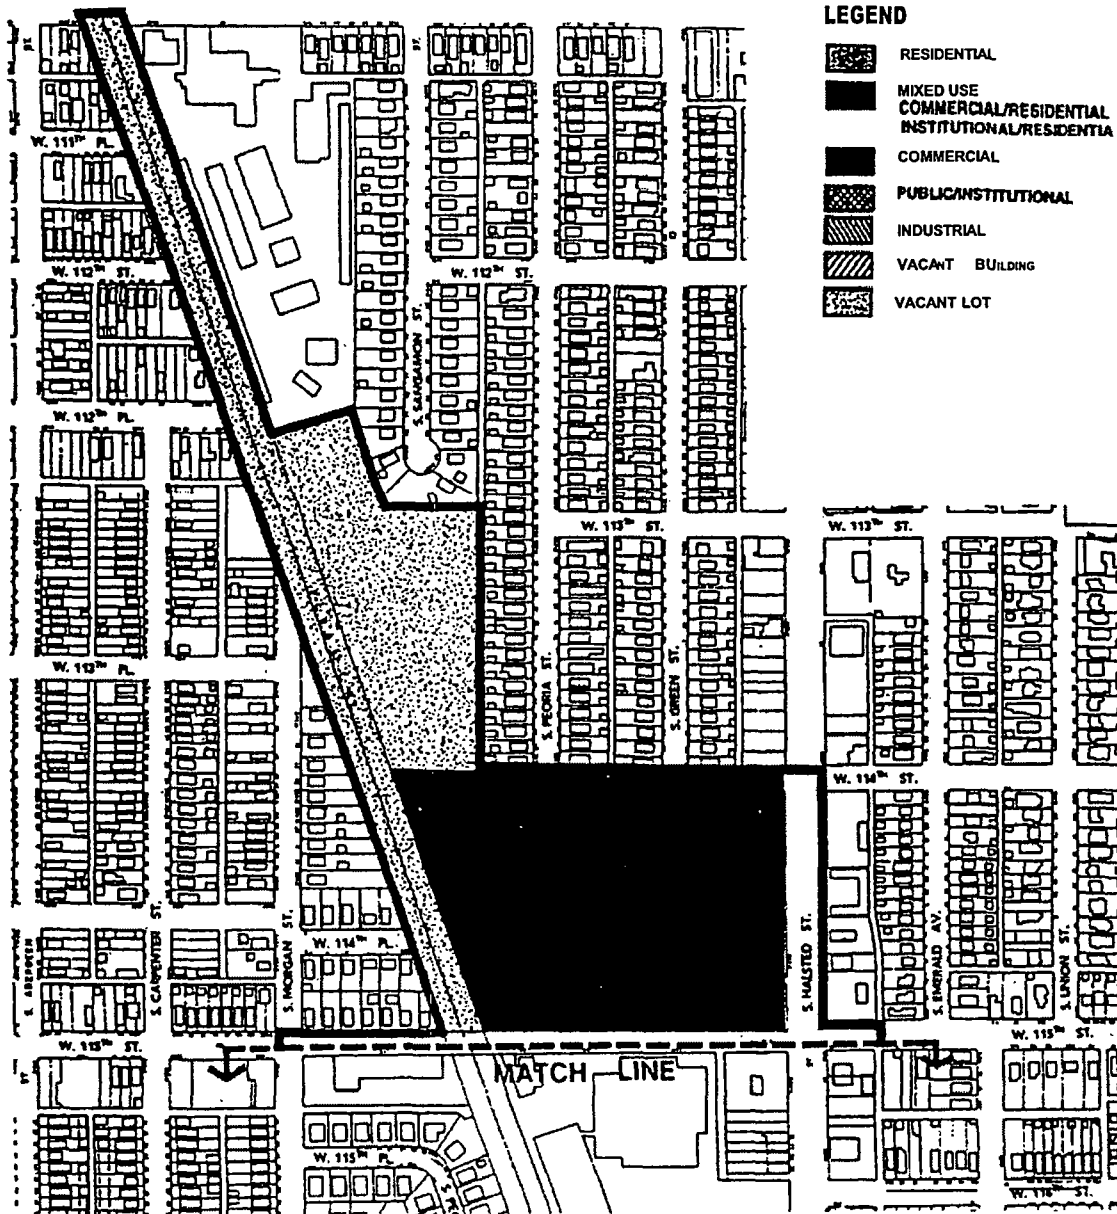 LEGEND
RESIDENTIAL
MIXED USE
COMMERCIAL/RESIDENTIAL
INSTITUTIONAL/RESIDENTIA
COMMERCIAL
PUBLIC/INSTITUTIONAL
INDUSTRIAL
VACANT BUILDING
VACANT LOT
W. 111TH PL.
W. 112TH ST.
W. 112TH ST.
S. SANGAMON ST.
W. 112TH PL.
W. 113TH ST.
W. 113TH ST.
W. 113TH PL.
S. PEORIA ST.
S. GREEN ST.
W. 114TH ST.
S. ABERDEEN
S. CARPENTER ST.
S. MORGAN ST.
W. 114TH PL.
S. HALSTED ST.
S. EMERALD AV.
S. UNION ST.
W. 115TH ST.
W. 115TH ST.
MATCH LINE
W. 115TH PL.
W. 116TH ST.